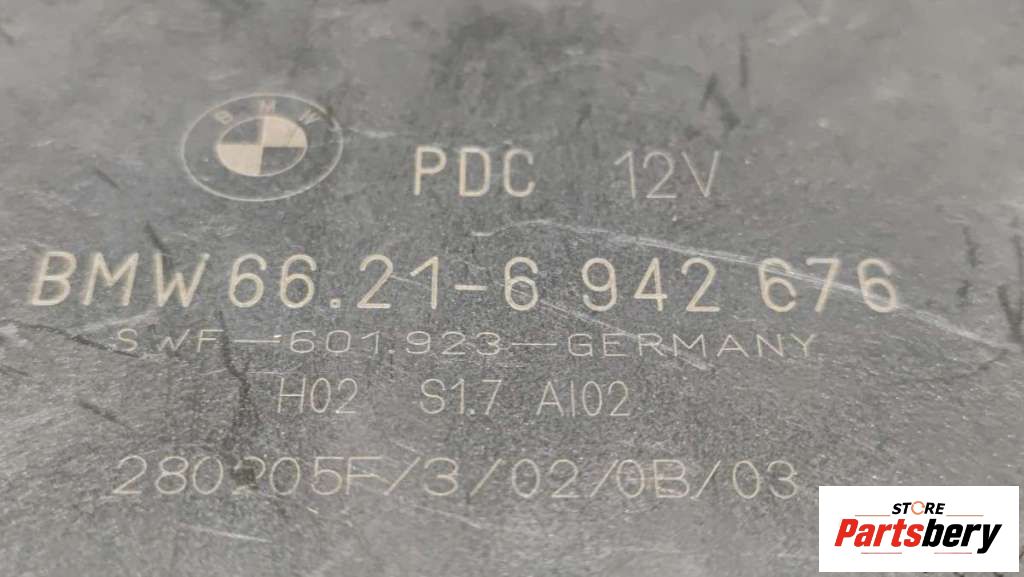 BMW
PDC 12V
BMW 66.21-6 942 676
SWF-601.923-GERMANY
H02 S1.7 AI02
280205F/3/02/0B/03
STORE
Partsbery